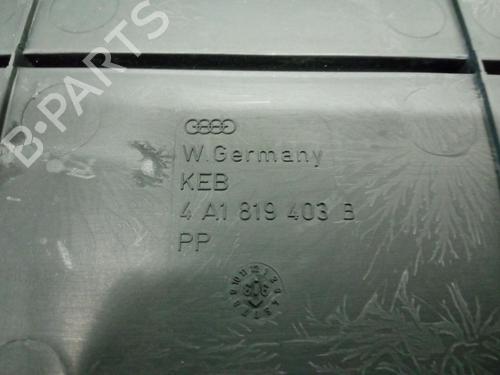 B-PARTS
W.Germany
KEB
4 A1 819 403 B
PP